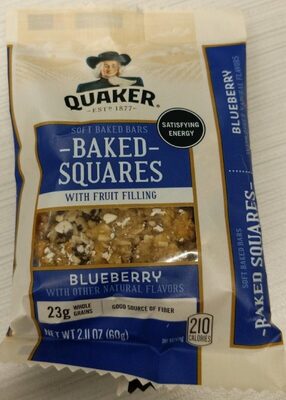 QUAKER
EST.D 1877
SATISFYING
ENERGY
SOFT BAKED BARS
-BAKED-
SQUARES
WITH FRUIT FILLING
BLUEBERRY
WITH OTHER NATURAL FLAVORS
23g WHOLE
GRAINS
GOOD SOURCE OF FIBER
NET WT 2.11 OZ (60g)
210
CALORIES
BLUEBERRY
SOFT BAKED BARS
-BAKED SQUARES-